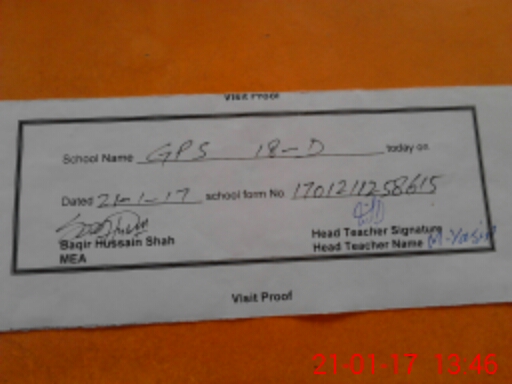 Visit Proof
School Name GPS 18-D today on
Dated 21-1-17 school form No 1701211258615
Baqir Hussain Shah
MEA
Head Teacher Signature
Head Teacher Name M. Yasin
Visit Proof
21-01-17 13:46